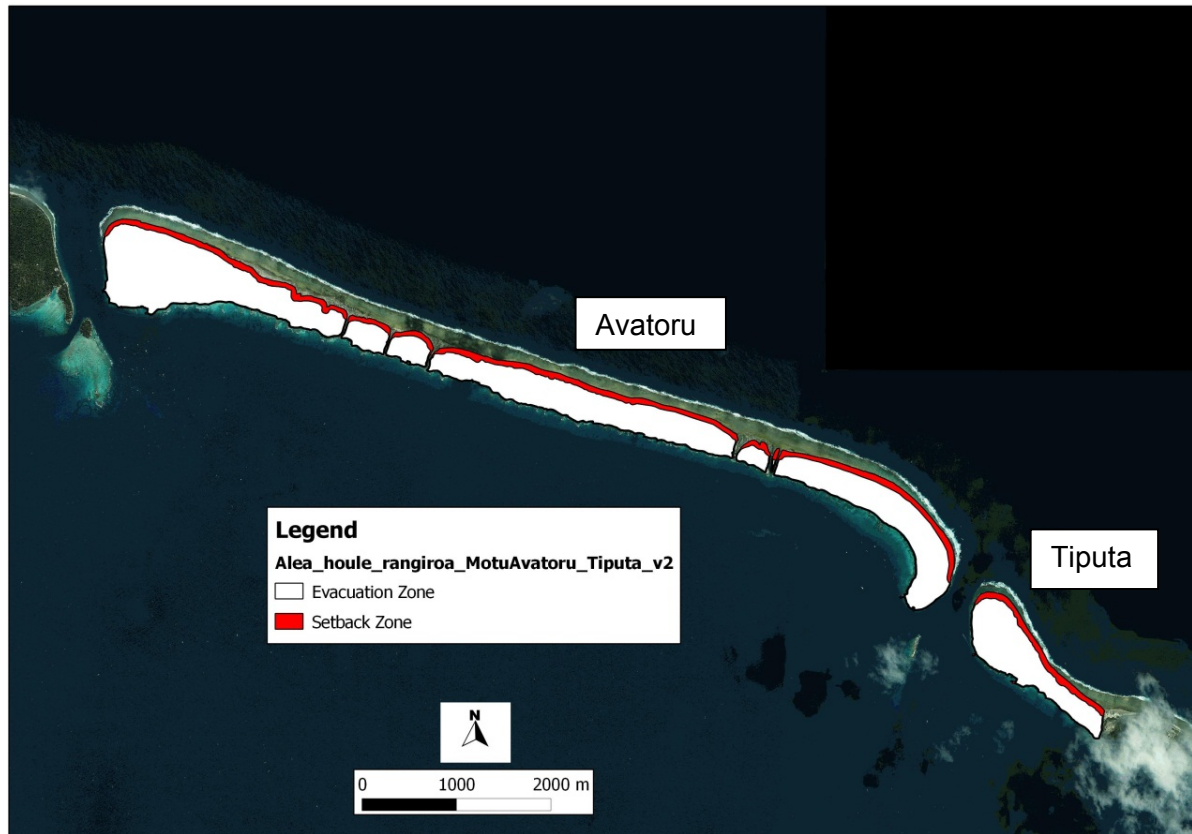 Avatoru
Tiputa
Legend
Alea_houle_rangiroa_MotuAvatoru_Tiputa_v2
Evacuation Zone
Setback Zone
N
0 1000 2000 m